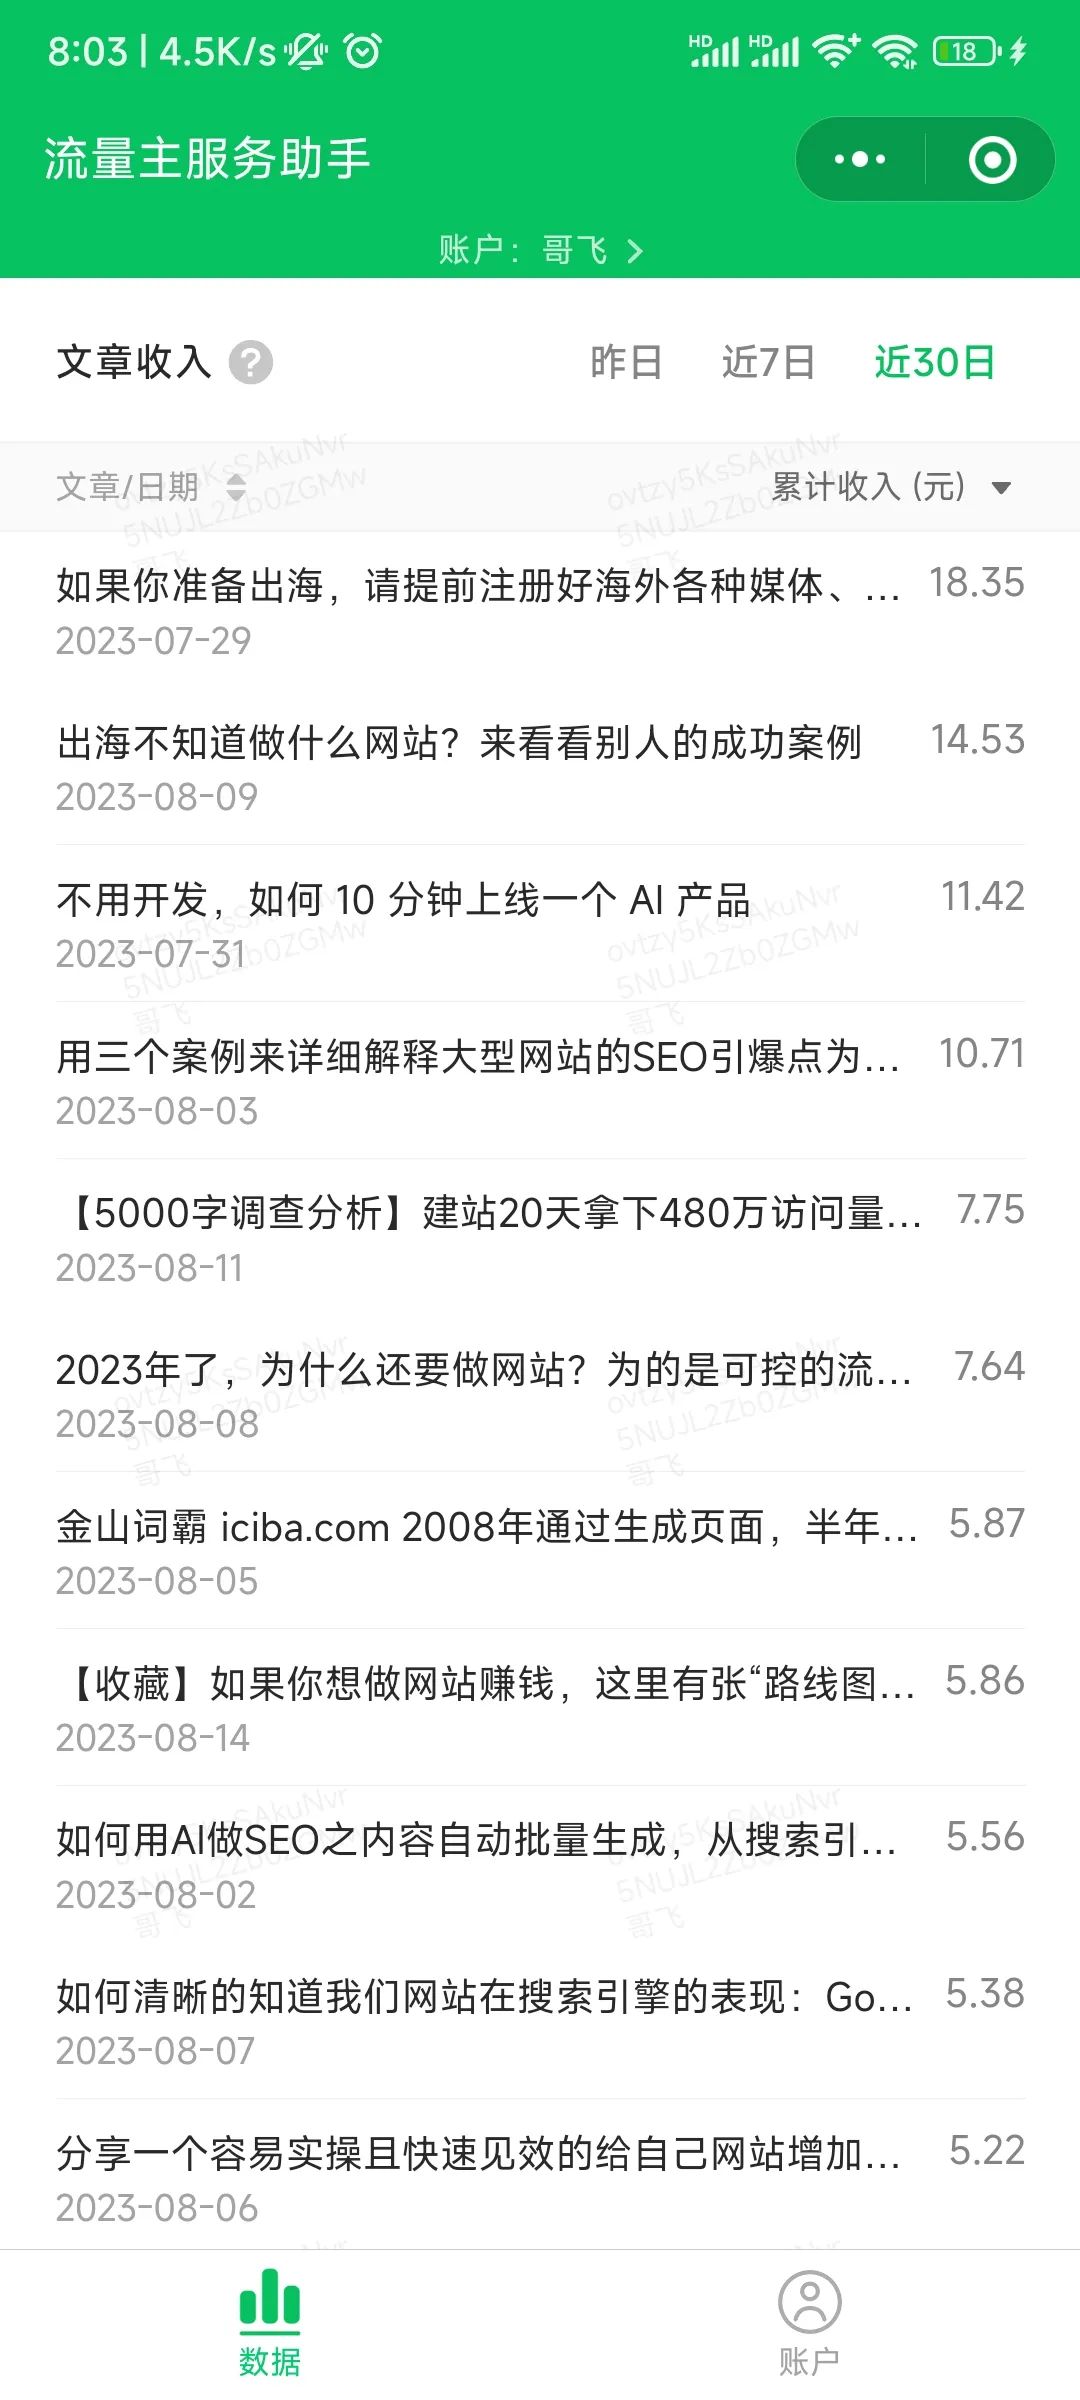 8:03 | 4.5K/s HD HD 18
流量主服务助手
账户：哥飞
文章收入 ? 昨日 近7日 近30日
文章/日期 累计收入 (元)
如果你准备出海，请提前注册好海外各种媒体、... 18.35
2023-07-29
出海不知道做什么网站？来看看别人的成功案例 14.53
2023-08-09
不用开发，如何 10 分钟上线一个 AI 产品 11.42
2023-07-31
用三个案例来详细解释大型网站的SEO引爆点为... 10.71
2023-08-03
【5000字调查分析】建站20天拿下480万访问量... 7.75
2023-08-11
2023年了，为什么还要做网站？为的是可控的流... 7.64
2023-08-08
金山词霸 iciba.com 2008年通过生成页面，半年... 5.87
2023-08-05
【收藏】如果你想做网站赚钱，这里有张“路线图... 5.86
2023-08-14
如何用AI做SEO之内容自动批量生成，从搜索引... 5.56
2023-08-02
如何清晰的知道我们网站在搜索引擎的表现：Go... 5.38
2023-08-07
分享一个容易实操且快速见效的给自己网站增加... 5.22
2023-08-06
数据 账户
ovtzy5KsSAkuNvr
5NUJL2Zb0ZGMw
哥飞